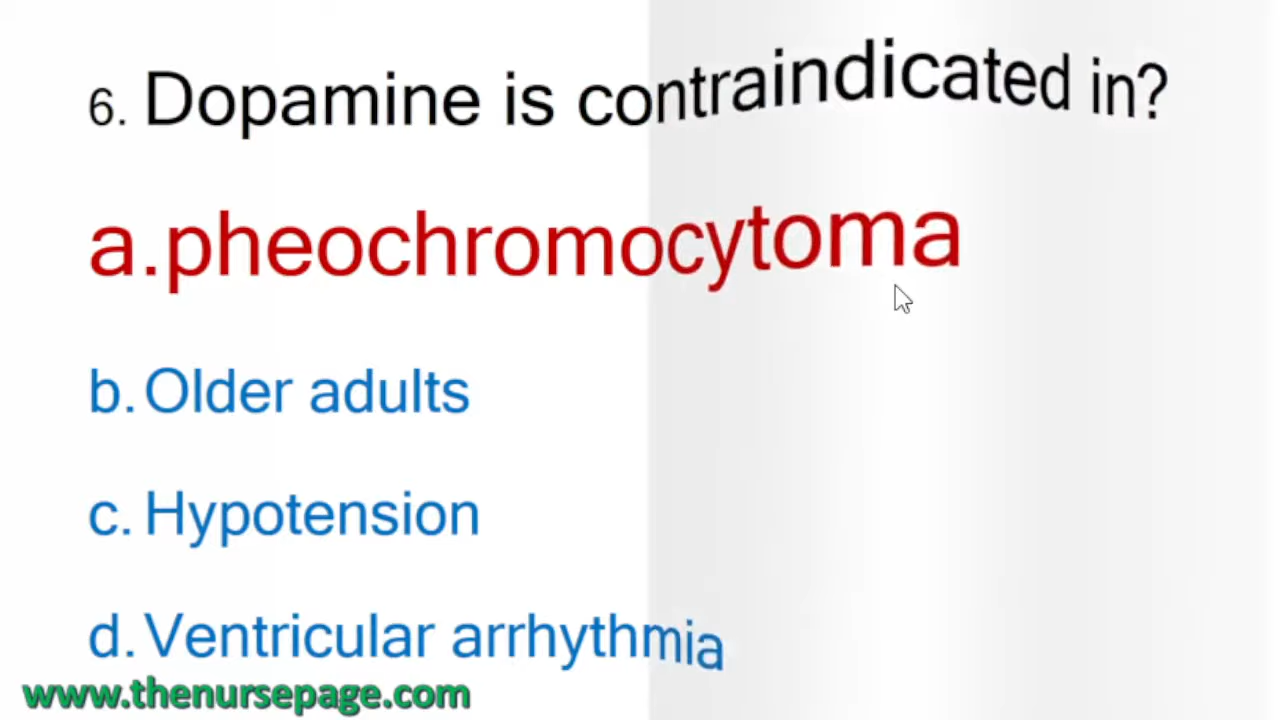 6. Dopamine is contraindicated in?
a.pheochromocytoma
b. Older adults
c. Hypotension
d. Ventricular arrhythmia
www.thenursepage.com